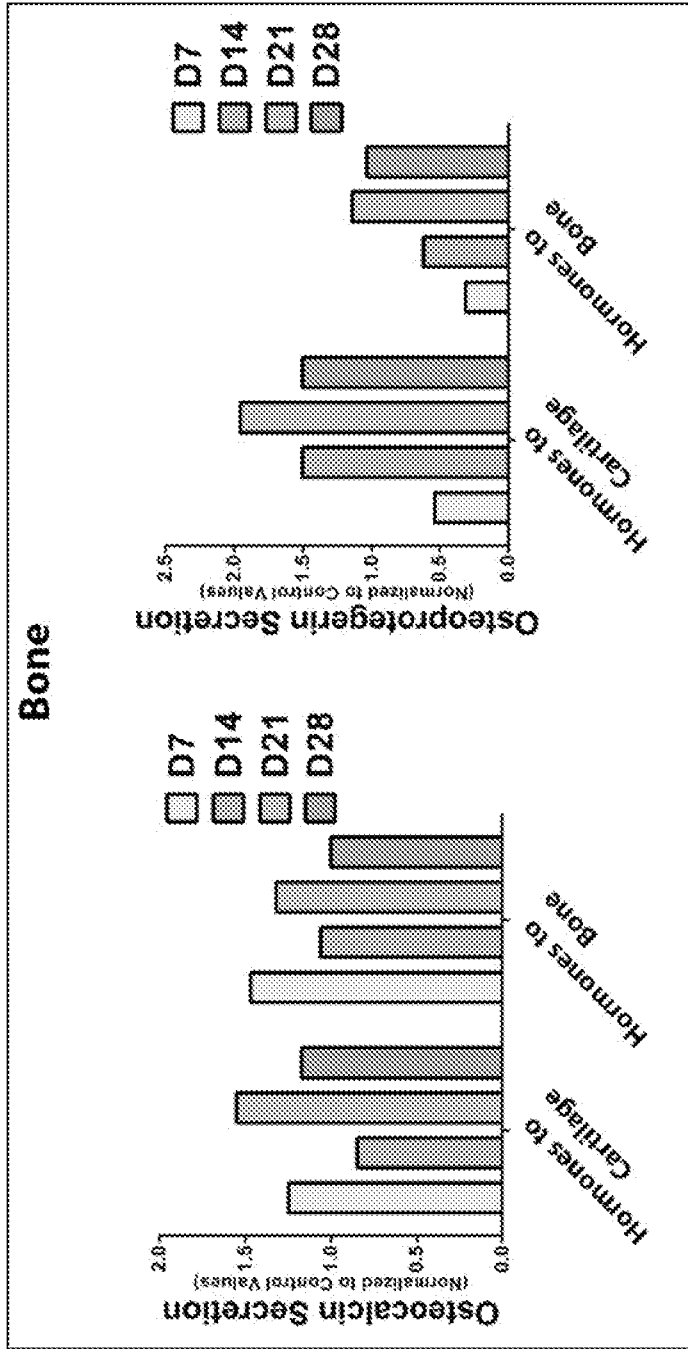 Bone
Osteocalcin Secretion
(Normalized to Control Values)
2.0
1.5
1.0
0.5
0.0
Hormones to
Cartilage
Hormones to
Bone
D7
D14
D21
D28
Osteoprotegerin Secretion
(Normalized to Control Values)
2.5
2.0
1.5
1.0
0.5
0.0
Hormones to
Cartilage
Hormones to
Bone
D7
D14
D21
D28